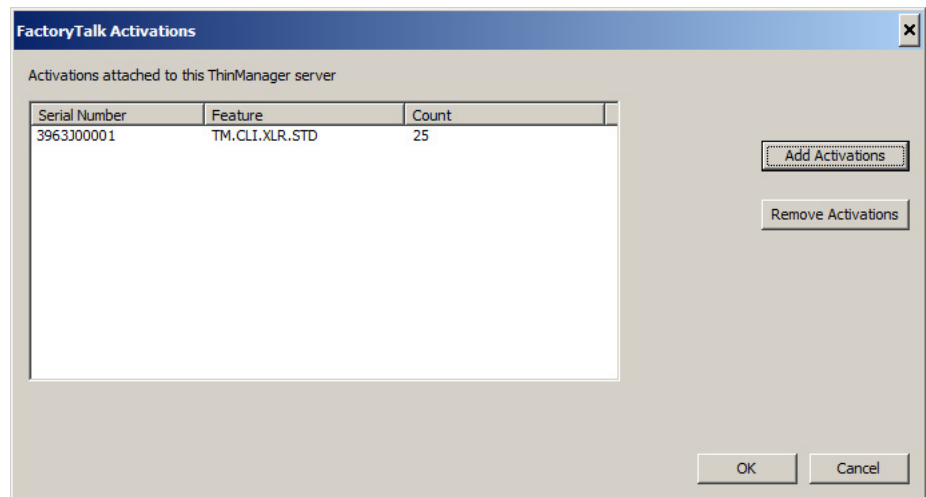 FactoryTalk Activations
Activations attached to this ThinManager server
Serial Number Feature Count
3963J00001 TM.CLI.XLR.STD 25
Add Activations
Remove Activations
OK Cancel